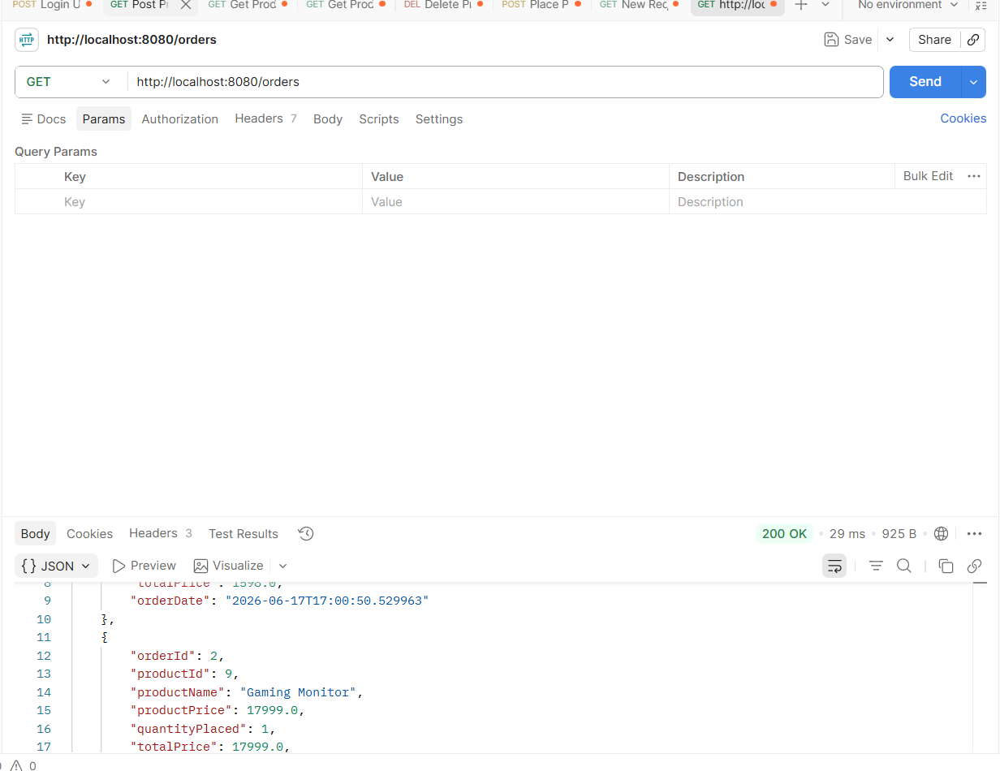 POST Login U GET Post Pr GET Get Prod GET Get Prod DEL Delete Pr POST Place P GET New Req GET http://loc No environment
HTTP http://localhost:8080/orders Save Share
GET http://localhost:8080/orders Send
Docs Params Authorization Headers 7 Body Scripts Settings Cookies
Query Params
Key Value Description Bulk Edit
Key Value Description
Body Cookies Headers 3 Test Results 200 OK 29 ms 925 B
{} JSON Preview Visualize
8 "totalPrice": 1598.0,
9 "orderDate": "2026-06-17T17:00:50.529963"
10 },
11 {
12 "orderId": 2,
13 "productId": 9,
14 "productName": "Gaming Monitor",
15 "productPrice": 17999.0,
16 "quantityPlaced": 1,
17 "totalPrice": 17999.0,
0